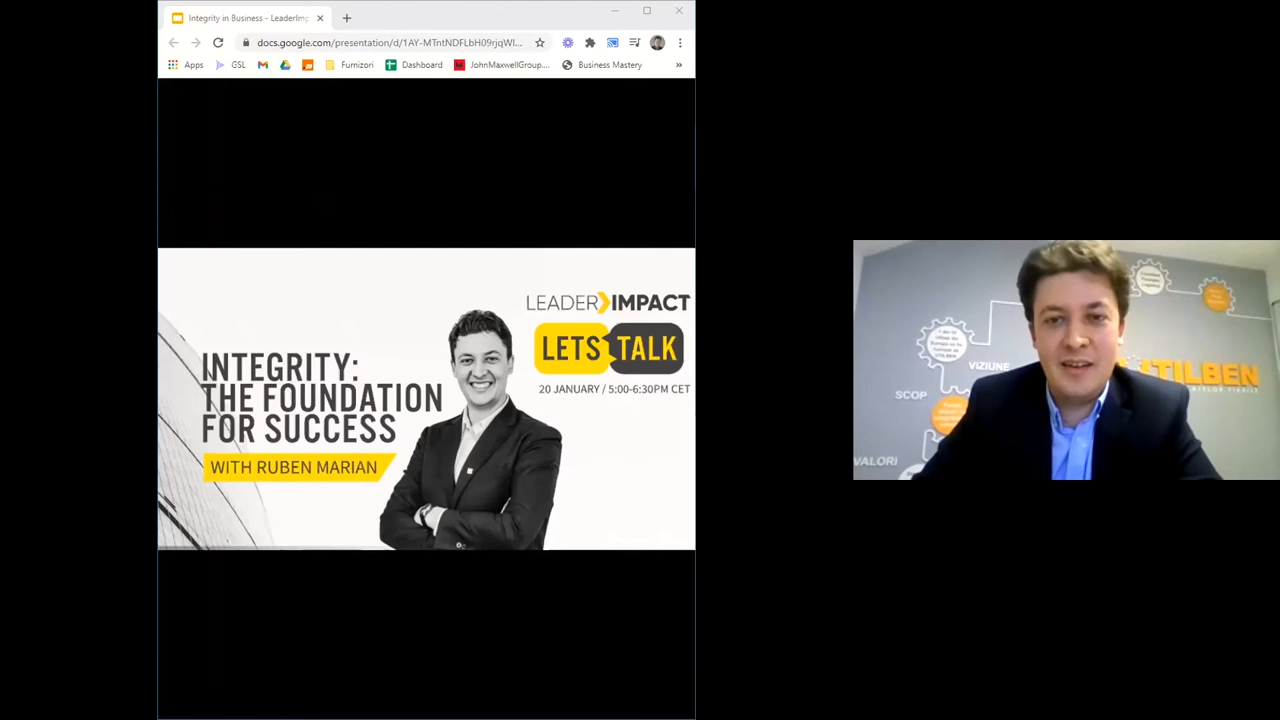 Integrity in Business - LeaderImp
docs.google.com/presentation/d/1AY-MTntNDFLbH09rjqWI...
Apps GSL Furnizori Dashboard JohnMaxwellGroup.... Business Mastery »
LEADER IMPACT
LETS TALK
20 JANUARY / 5:00-6:30PM CET
INTEGRITY:
THE FOUNDATION
FOR SUCCESS
WITH RUBEN MARIAN
VIZIUNE
SCOP
VALORI
UTILBEN